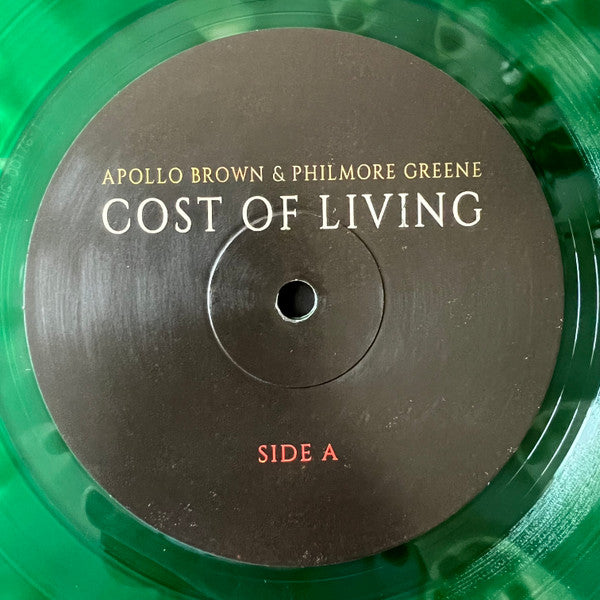 APOLLO BROWN & PHILMORE GREENE
COST OF LIVING
SIDE A